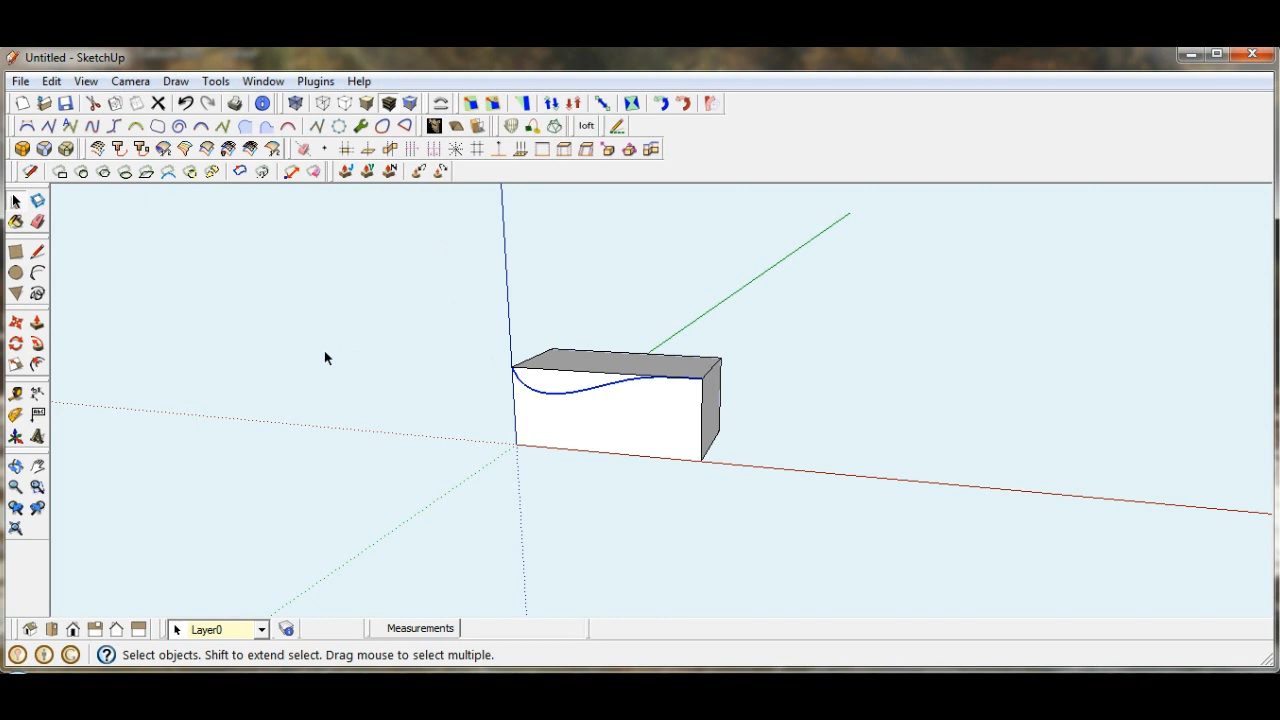 Untitled - SketchUp
File Edit View Camera Draw Tools Window Plugins Help
loft
Layer0 Measurements
Select objects. Shift to extend select. Drag mouse to select multiple.